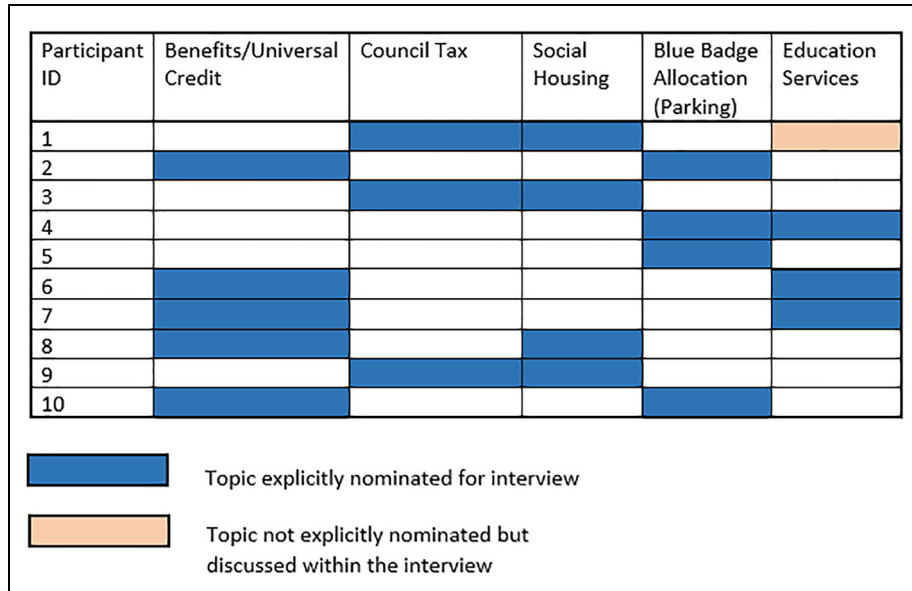 Participant ID
Benefits/Universal Credit
Council Tax
Social Housing
Blue Badge Allocation (Parking)
Education Services
1
2
3
4
5
6
7
8
9
10
Topic explicitly nominated for interview
Topic not explicitly nominated but
discussed within the interview